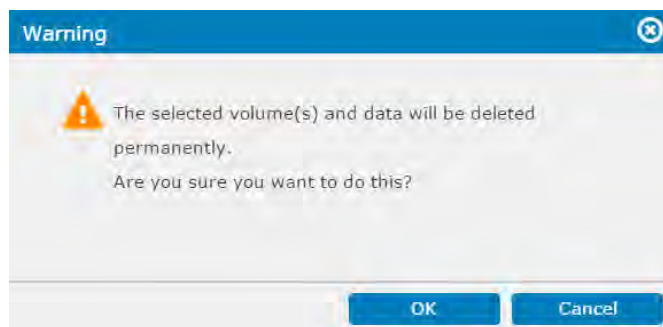 Warning
The selected volume(s) and data will be deleted
permanently.
Are you sure you want to do this?
OK
Cancel